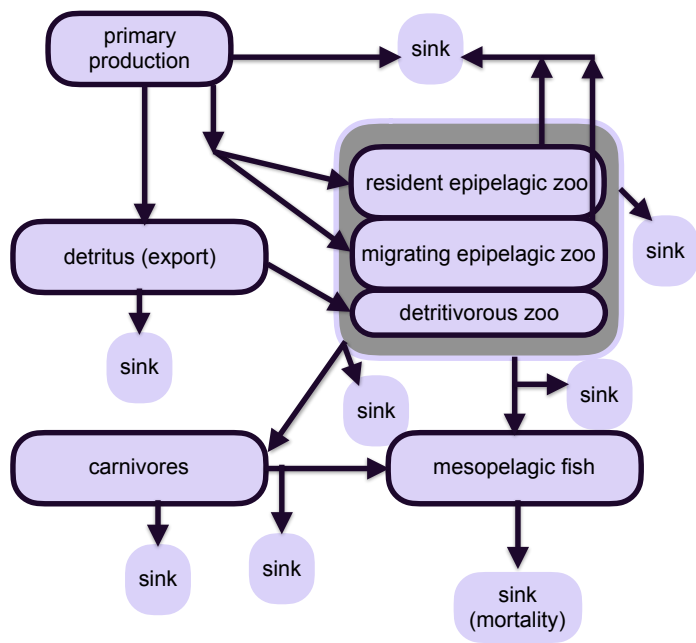 primary
production
sink
resident epipelagic zoo
migrating epipelagic zoo
sink
detritus (export)
detritivorous zoo
sink
sink
sink
carnivores
mesopelagic fish
sink
sink
sink
(mortality)